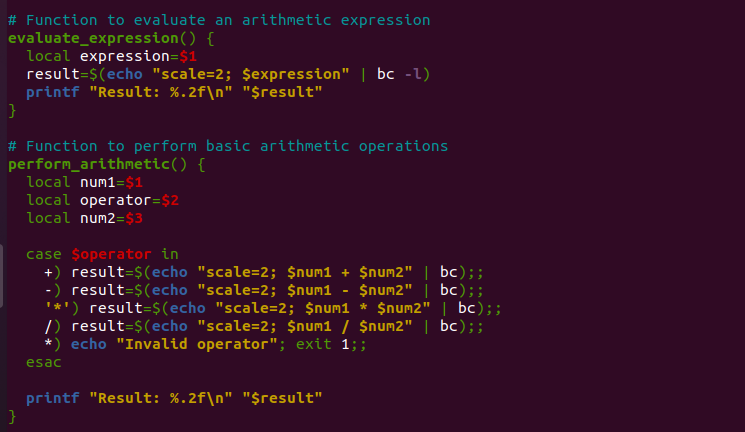 # Function to evaluate an arithmetic expression
evaluate_expression() {
  local expression=$1
  result=$(echo "scale=2; $expression" | bc -l)
  printf "Result: %.2f\n" "$result"
}

# Function to perform basic arithmetic operations
perform_arithmetic() {
  local num1=$1
  local operator=$2
  local num2=$3

  case $operator in
    +) result=$(echo "scale=2; $num1 + $num2" | bc);;
    -) result=$(echo "scale=2; $num1 - $num2" | bc);;
    '*') result=$(echo "scale=2; $num1 * $num2" | bc);;
    /) result=$(echo "scale=2; $num1 / $num2" | bc);;
    *) echo "Invalid operator"; exit 1;;
  esac

  printf "Result: %.2f\n" "$result"
}